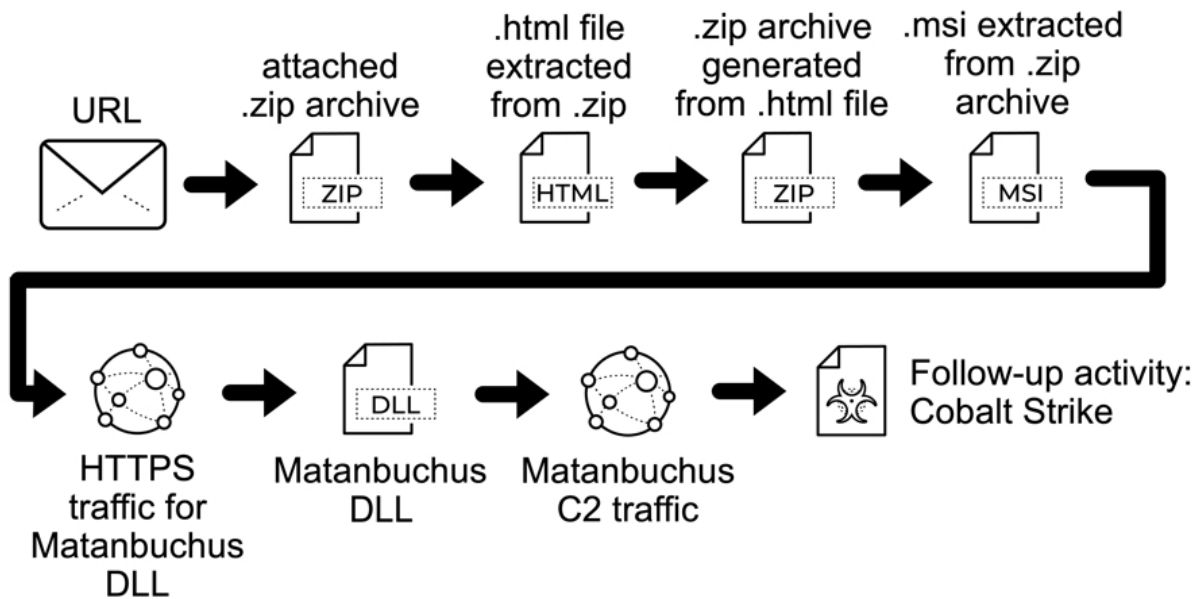 URL
attached
.zip archive
.html file
extracted
from .zip
.zip archive
generated
from .html file
.msi extracted
from .zip
archive
ZIP
HTML
ZIP
MSI
HTTPS
traffic for
Matanbuchus
DLL
DLL
Matanbuchus
DLL
Matanbuchus
C2 traffic
Follow-up activity:
Cobalt Strike